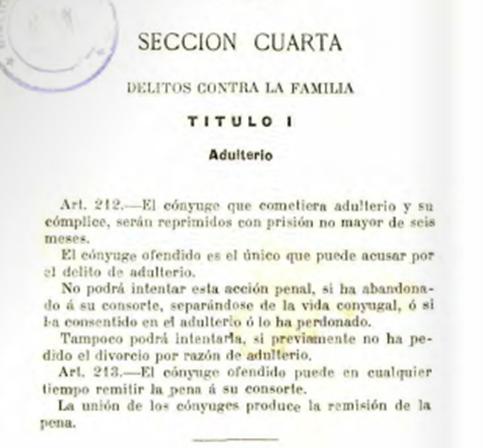 SECCION CUARTA
DELITOS CONTRA LA FAMILIA
TITULO I
Adulterio
Art. 212.—El cónyuge que cometiera adulterio y su
cómplice, serán reprimidos con prisión no mayor de seis
meses.
El cónyuge ofendido es el único que puede acusar por
el delito de adulterio.
No podrá intentar esta acción penal, si ha abandona-
do á su consorte, separándose de la vida conyugal, ó si
ha consentido en el adulterio ó lo ha perdonado.
Tampoco podrá intentarla, si previamente no ha pe-
dido el divorcio por razón de adulterio.
Art. 213.—El cónyuge ofendido puede en cualquier
tiempo remitir la pena á su consorte.
La unión de los cónyuges produce la remisión de la
pena.